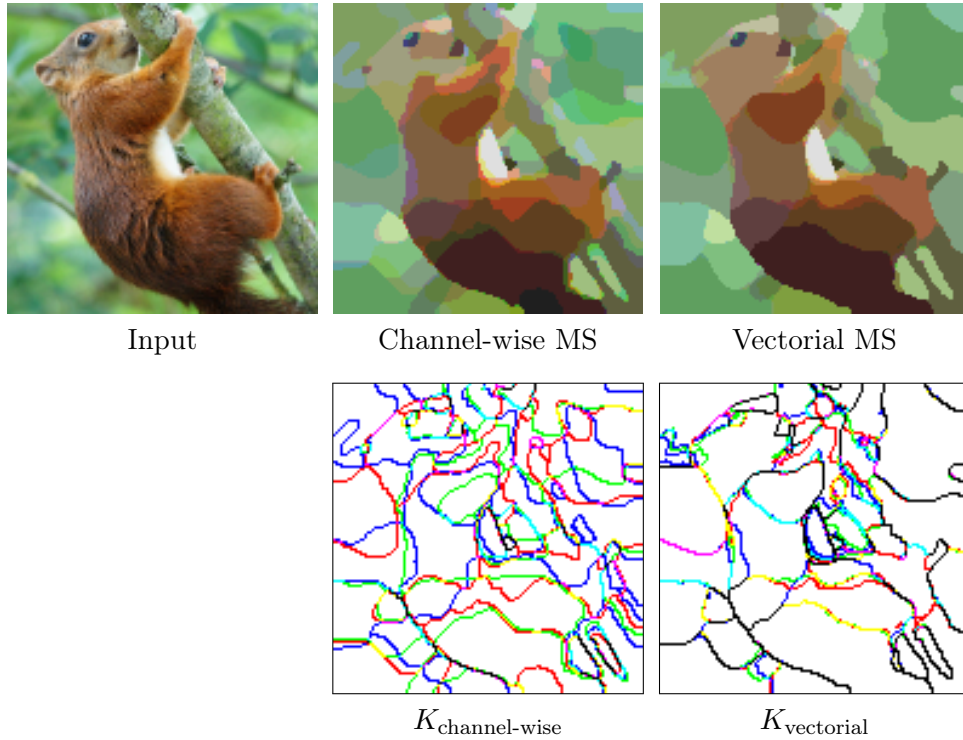 Input
Channel-wise MS
Vectorial MS
K_channel-wise
K_vectorial